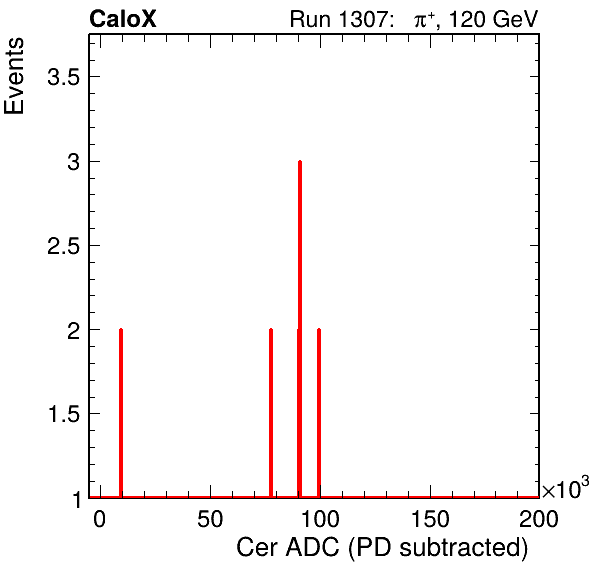 CaloX Run 1307: π⁺, 120 GeV
Events
3.5
3
2.5
2
1.5
1
0 50 100 150 200
×10³
Cer ADC (PD subtracted)